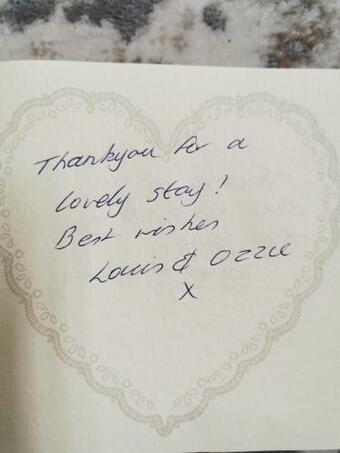 Thankyou for a
lovely stay!
Best wishes
Louis & Ozzie
X